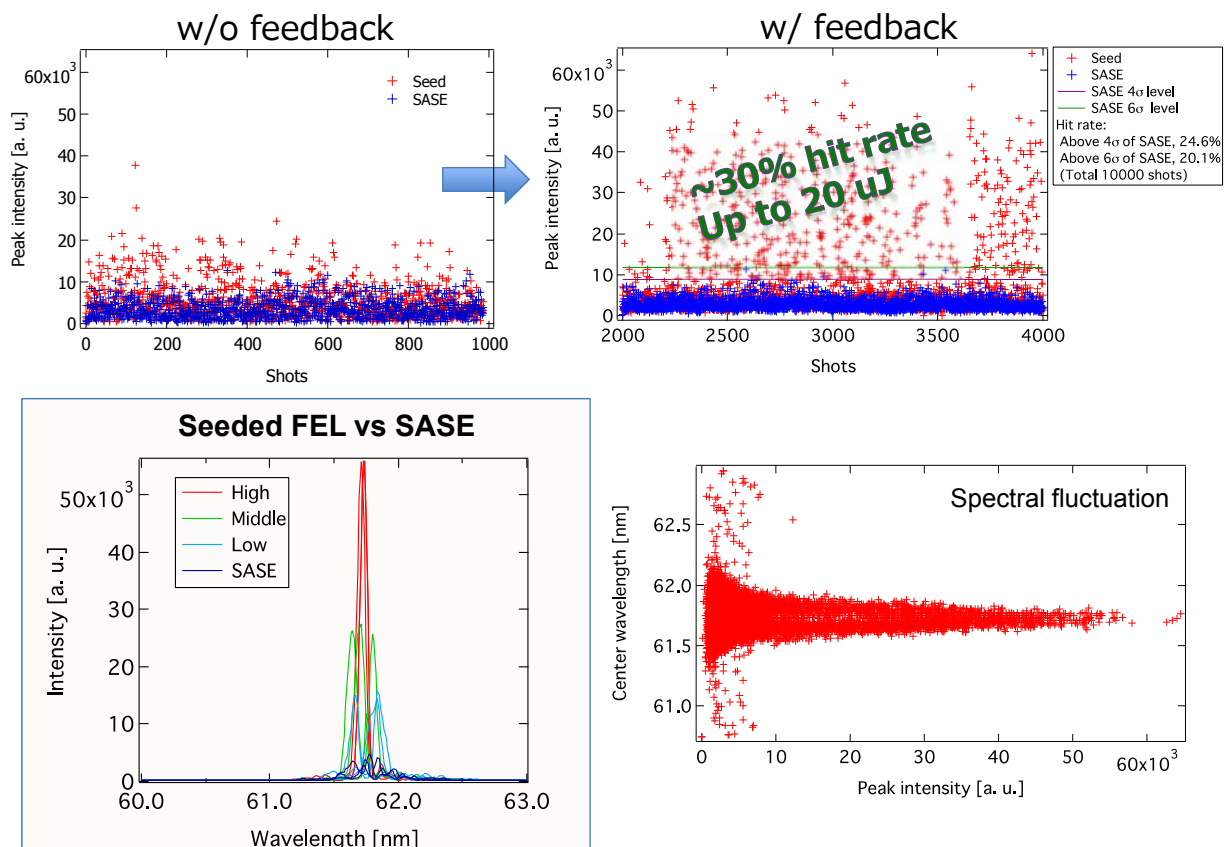 w/o feedback
60x10³
50
40
30
20
10
0
Peak intensity [a. u.]
Seed
SASE
0
200
400
600
800
1000
Shots
w/ feedback
60x10³
50
40
30
20
10
0
Peak intensity [a. u.]
~30% hit rate
Up to 20 uJ
2000
2500
3000
3500
4000
Shots
Seed
SASE
SASE 4σ level
SASE 6σ level
Hit rate:
Above 4σ of SASE, 24.6%
Above 6σ of SASE, 20.1%
(Total 10000 shots)
Seeded FEL vs SASE
50x10³
40
30
20
10
0
Intensity [a. u.]
High
Middle
Low
SASE
60.0
61.0
62.0
63.0
Wavelength [nm]
Spectral fluctuation
62.5
62.0
61.5
61.0
Center wavelength [nm]
0
10
20
30
40
50
60x10³
Peak intensity [a. u.]